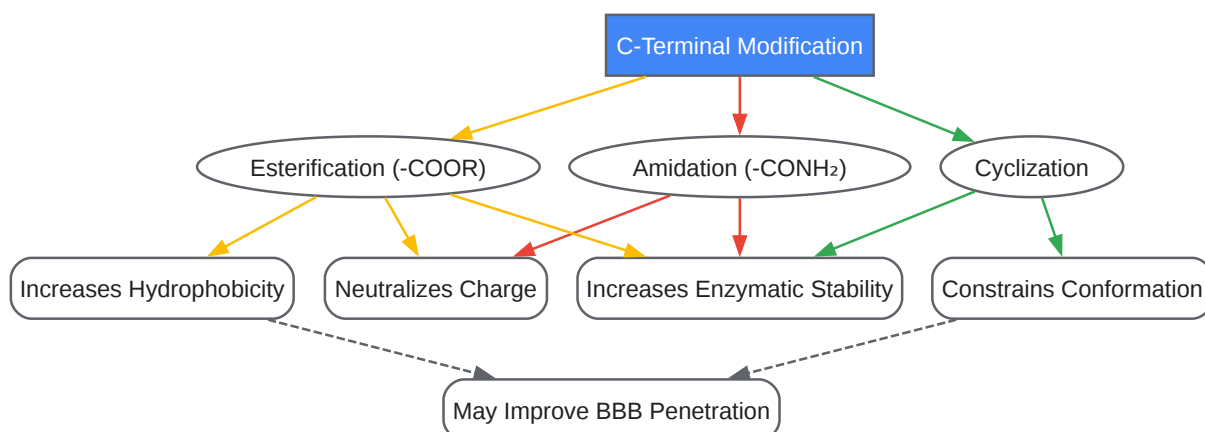 C-Terminal Modification
Esterification (-COOR)
Amidation (-CONH₂)
Cyclization
Increases Hydrophobicity
Neutralizes Charge
Increases Enzymatic Stability
Constrains Conformation
May Improve BBB Penetration